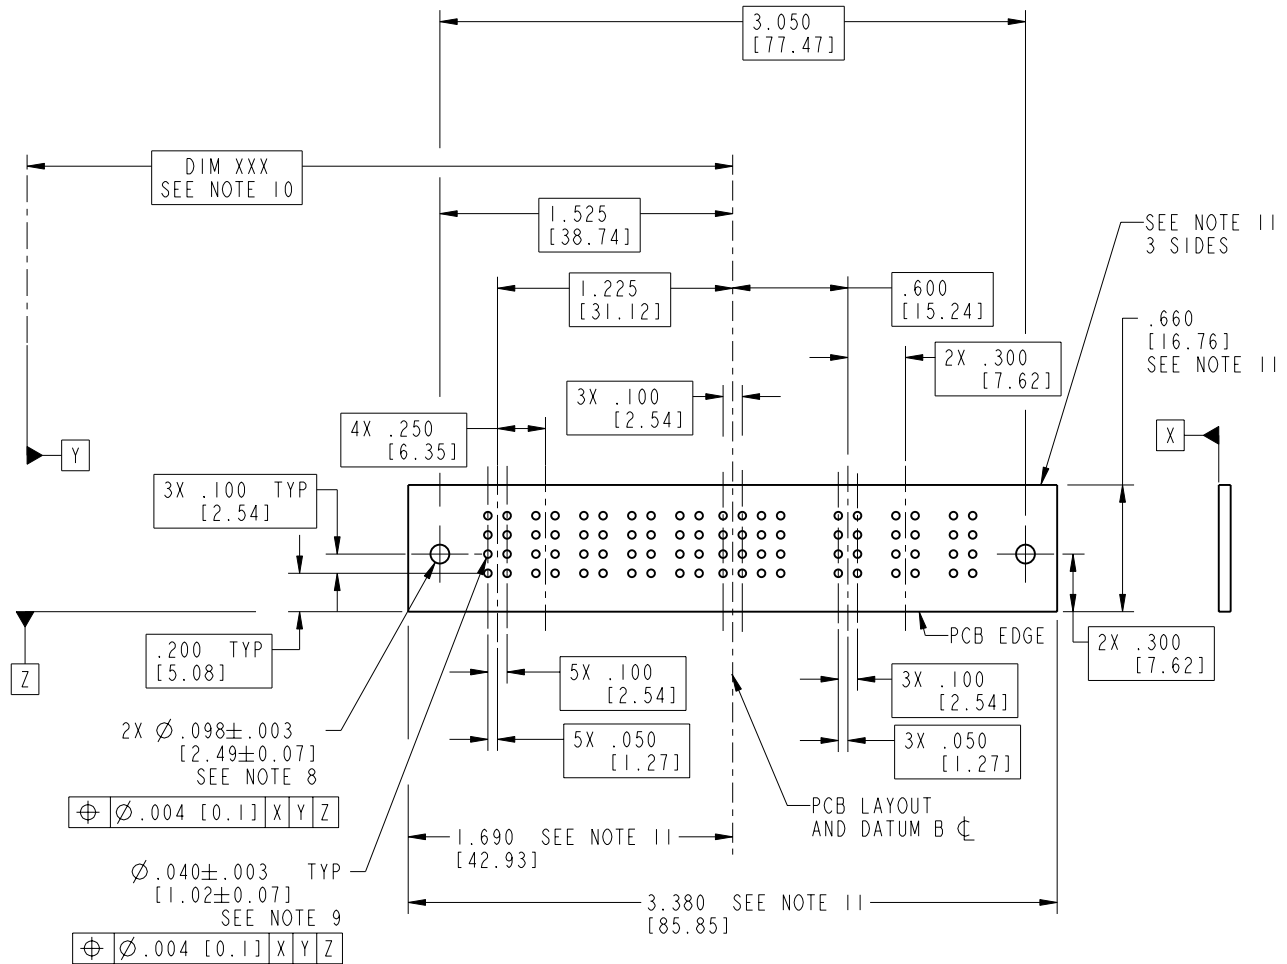 3.050
[77.47]
DIM XXX
SEE NOTE 10
1.525
[38.74]
SEE NOTE 11
3 SIDES
1.225
[31.12]
.600
[15.24]
.660
[16.76]
SEE NOTE 11
2X .300
[7.62]
3X .100
[2.54]
4X .250
[6.35]
X
Y
3X .100 TYP
[2.54]
.200 TYP
[5.08]
Z
PCB EDGE
2X .300
[7.62]
5X .100
[2.54]
3X .100
[2.54]
2X Ø .098±.003
[2.49±0.07]
SEE NOTE 8
⌖ Ø.004 [0.1] X Y Z
5X .050
[1.27]
3X .050
[1.27]
PCB LAYOUT
AND DATUM B ℄
1.690 SEE NOTE 11
[42.93]
Ø.040±.003 TYP
[1.02±0.07]
SEE NOTE 9
⌖ Ø.004 [0.1] X Y Z
3.380 SEE NOTE 11
[85.85]